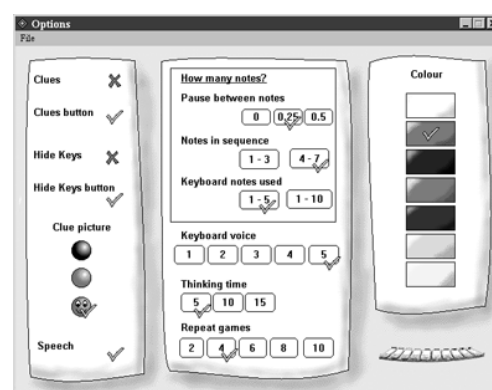 Options
File
Clues
Clues button
Hide Keys
Hide Keys button
Clue picture
Speech
How many notes?
Pause between notes
0 0.25 0.5
Notes in sequence
1 - 3 4 - 7
Keyboard notes used
1 - 5 1 - 10
Keyboard voice
1 2 3 4 5
Thinking time
5 10 15
Repeat games
2 4 6 8 10
Colour